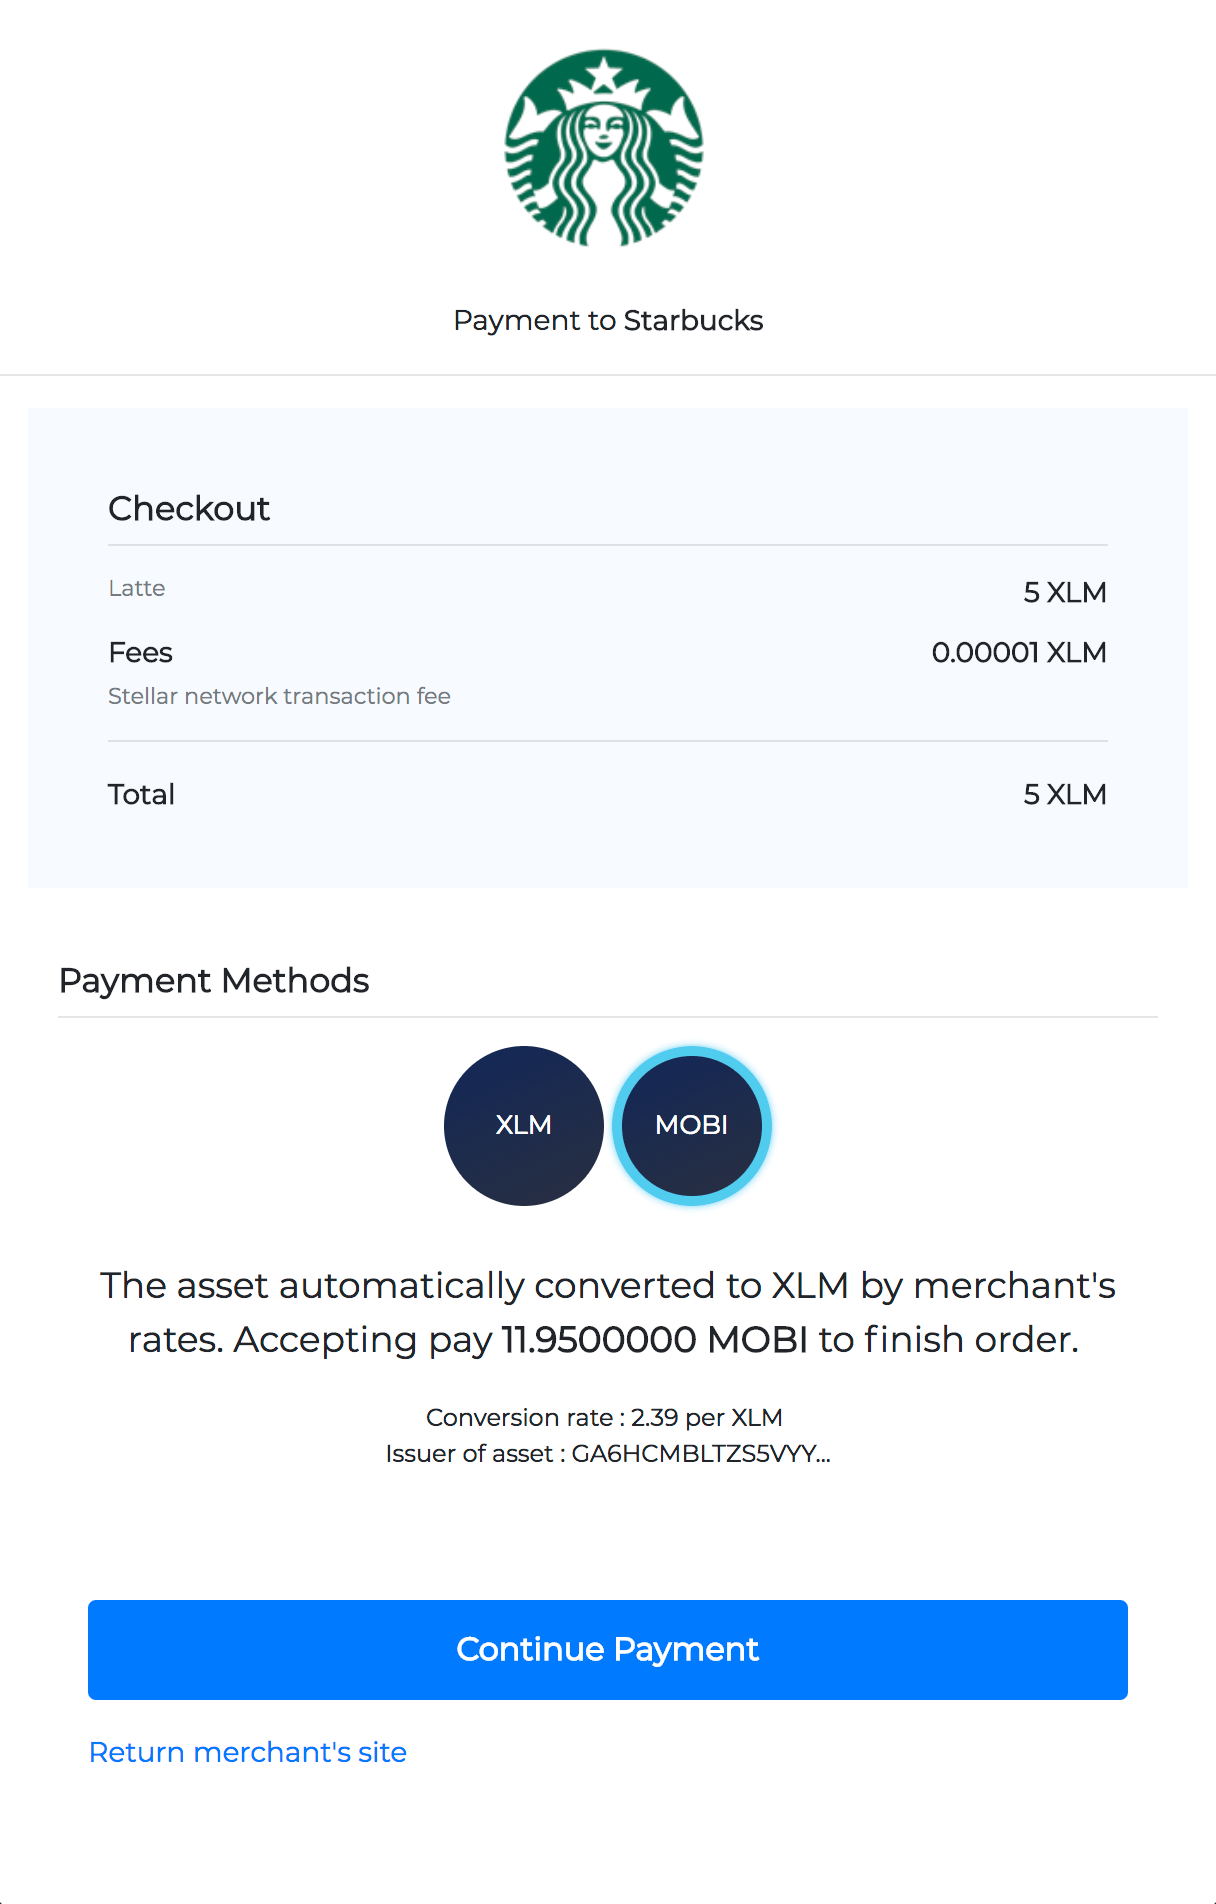 Payment to Starbucks
Checkout
Latte 5 XLM
Fees 0.00001 XLM
Stellar network transaction fee
Total 5 XLM
Payment Methods
XLM MOBI
The asset automatically converted to XLM by merchant's
rates. Accepting pay 11.9500000 MOBI to finish order.
Conversion rate : 2.39 per XLM
Issuer of asset : GA6HCMBLTZS5VYY...
Continue Payment
Return merchant's site